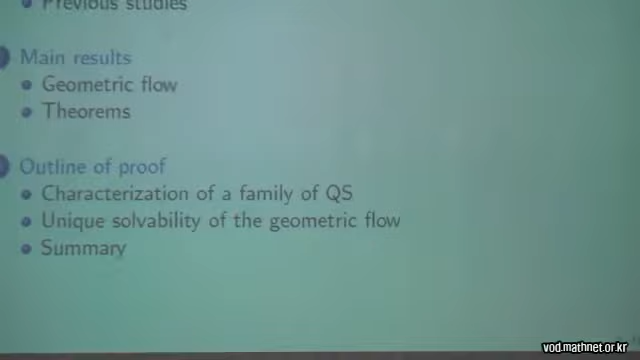 Previous studies
Main results
Geometric flow
Theorems
Outline of proof
Characterization of a family of QS
Unique solvability of the geometric flow
Summary
vod.mathnet.or.kr